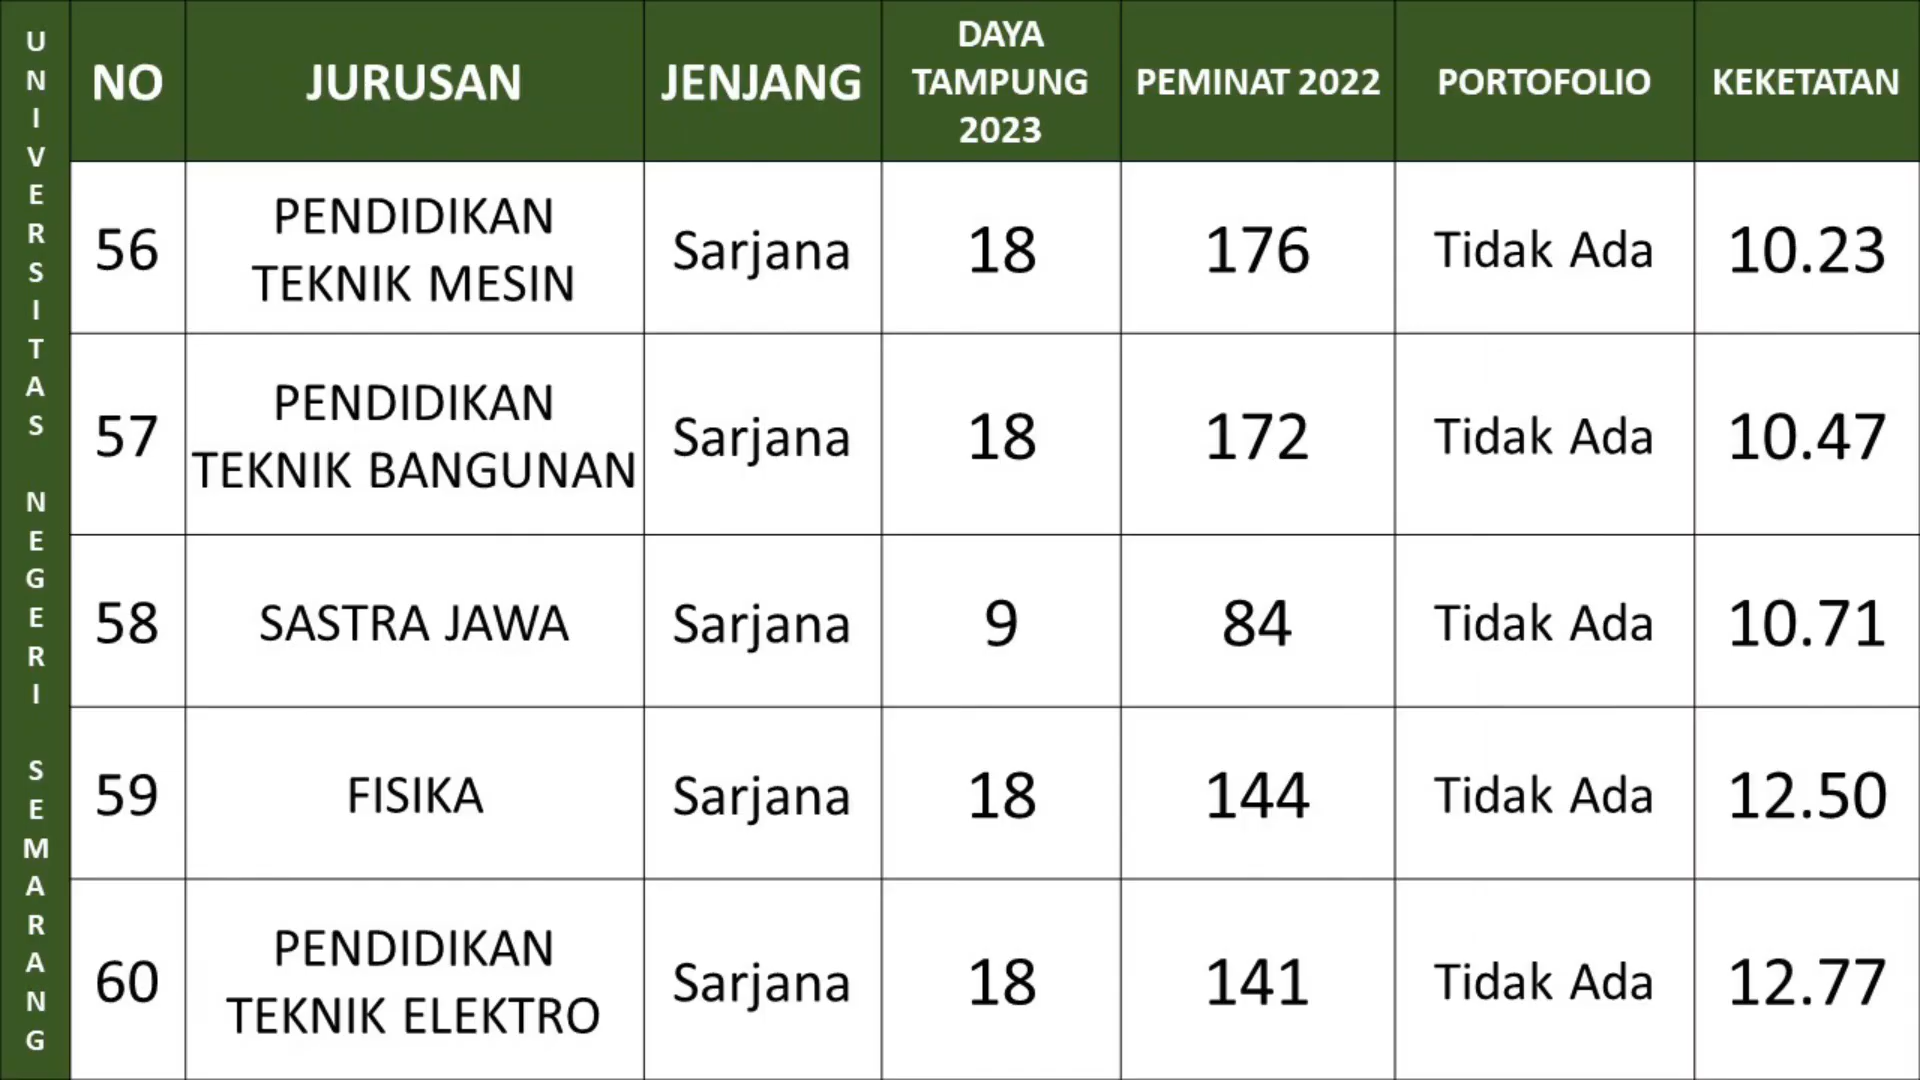 UNIVERSITAS NEGERI SEMARANG
NO JURUSAN JENJANG DAYA TAMPUNG 2023 PEMINAT 2022 PORTOFOLIO KEKETATAN
56 PENDIDIKAN TEKNIK MESIN Sarjana 18 176 Tidak Ada 10.23
57 PENDIDIKAN TEKNIK BANGUNAN Sarjana 18 172 Tidak Ada 10.47
58 SASTRA JAWA Sarjana 9 84 Tidak Ada 10.71
59 FISIKA Sarjana 18 144 Tidak Ada 12.50
60 PENDIDIKAN TEKNIK ELEKTRO Sarjana 18 141 Tidak Ada 12.77